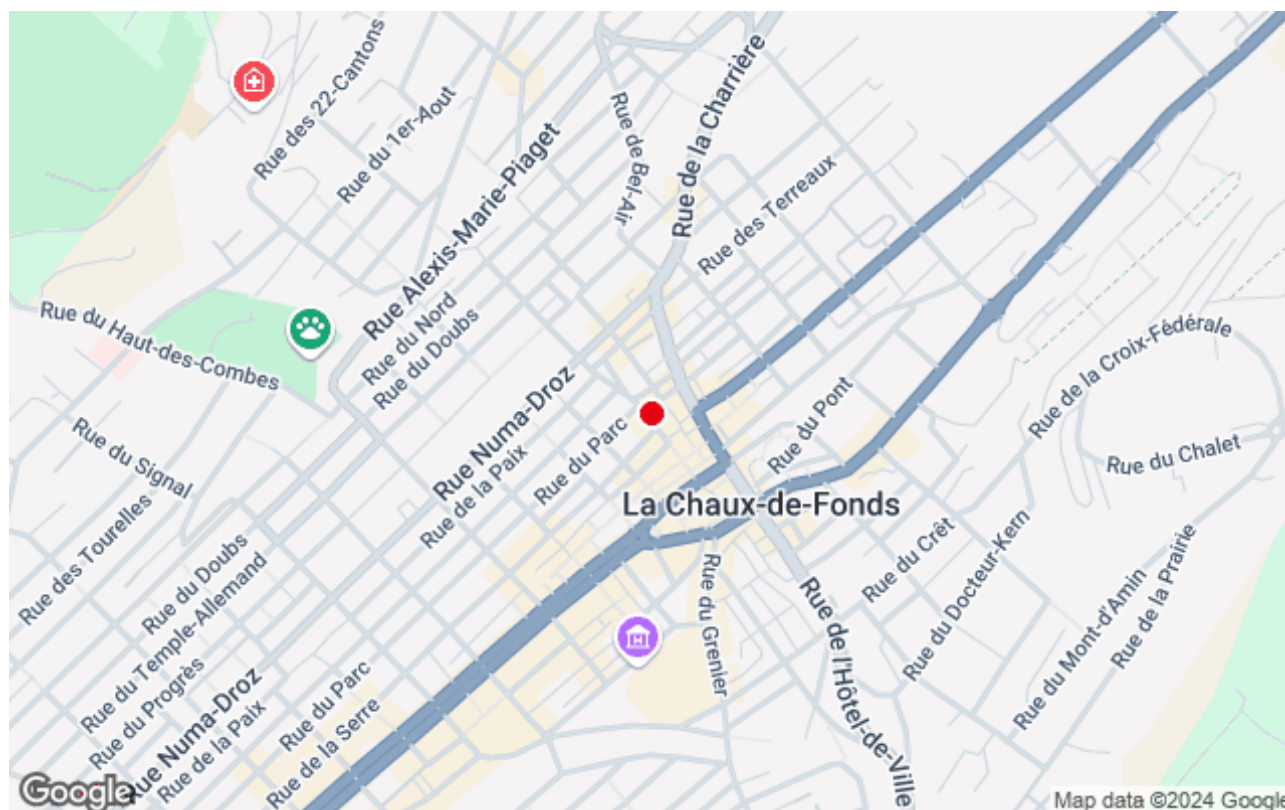 Rue des 22-Cantons
Rue du 1er-Aout
Rue Alexis-Marie-Piaget
Rue de Bel-Air
Rue de la Charrière
Rue des Terreaux
Rue du Haut-des-Combes
Rue du Nord
Rue du Doubs
Rue Numa-Droz
Rue du Parc
Rue de la Paix
Rue du Pont
Rue de la Croix-Fédérale
Rue du Chalet
Rue du Signal
Rue des Tourelles
La Chaux-de-Fonds
Rue du Crêt
Rue du Docteur-Kern
Rue du Mont-d'Amin
Rue de la Prairie
Rue du Grenier
Rue de l'Hôtel-de-Ville
Rue du Doubs
Rue du Temple-Allemand
Rue du Progrès
Rue Numa-Droz
Rue de la Paix
Rue du Parc
Rue de la Serre
Google
Map data ©2024 Google